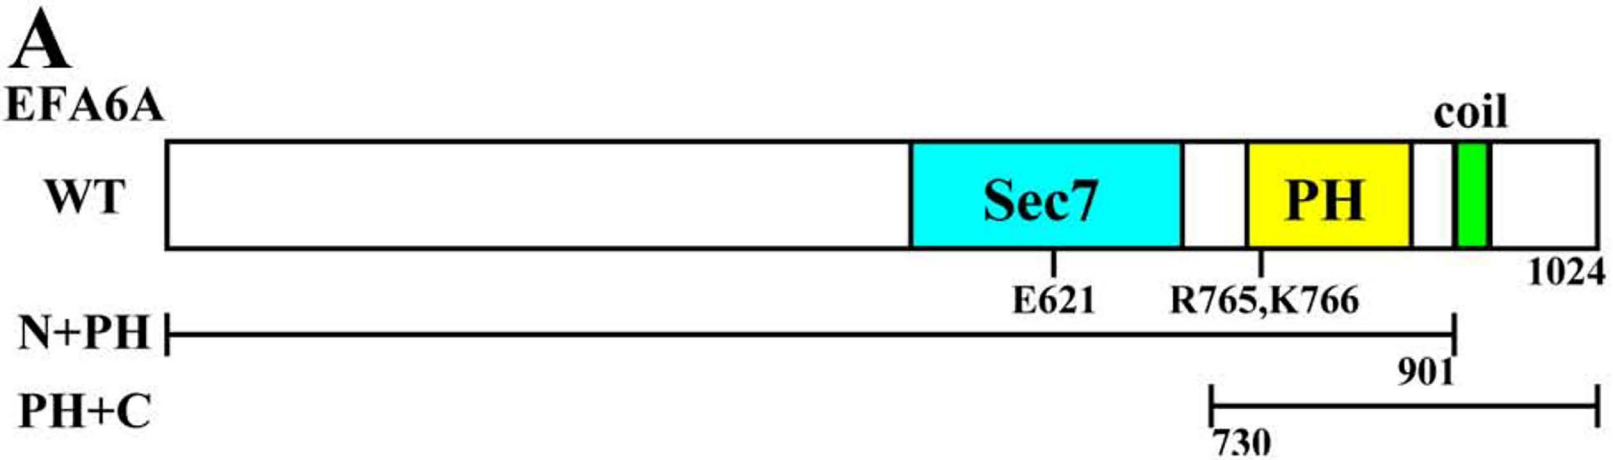 A
EFA6A
coil
WT
Sec7
PH
1024
E621
R765,K766
N+PH
901
PH+C
730